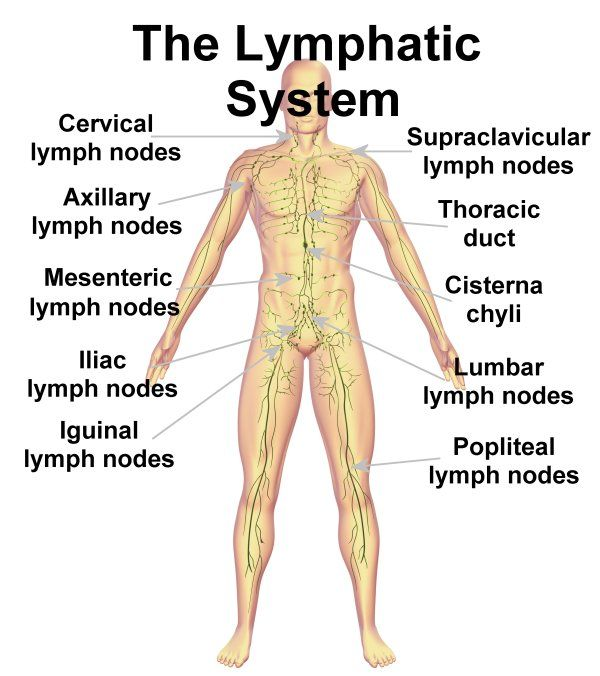 The Lymphatic
System
Cervical
lymph nodes
Supraclavicular
lymph nodes
Axillary
lymph nodes
Thoracic
duct
Mesenteric
lymph nodes
Cisterna
chyli
Iliac
lymph nodes
Lumbar
lymph nodes
Iguinal
lymph nodes
Popliteal
lymph nodes